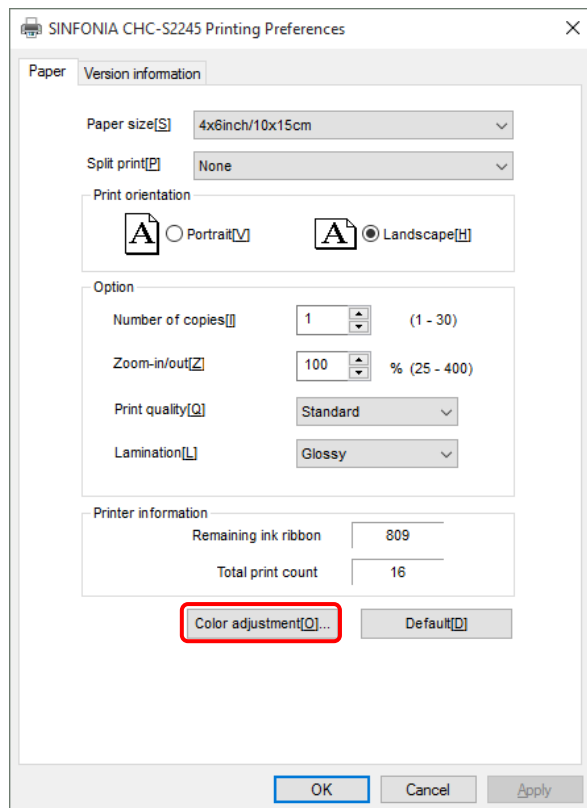 SINFONIA CHC-S2245 Printing Preferences
Paper
Version information
Paper size[S]
4x6inch/10x15cm
Split print[P]
None
Print orientation
A
Portrait[V]
A
Landscape[H]
Option
Number of copies[I]
1
(1 - 30)
Zoom-in/out[Z]
100
% (25 - 400)
Print quality[Q]
Standard
Lamination[L]
Glossy
Printer information
Remaining ink ribbon
809
Total print count
16
Color adjustment[O]...
Default[D]
OK
Cancel
Apply